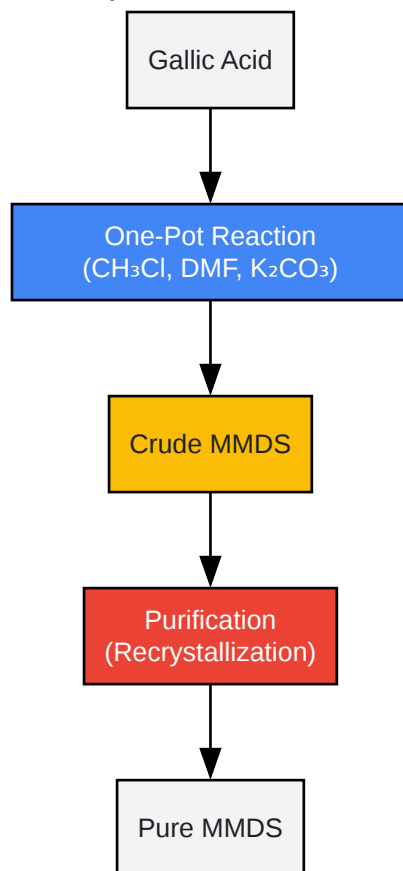 Gallic Acid
One-Pot Reaction
(CH₃Cl, DMF, K₂CO₃)
Crude MMDS
Purification
(Recrystallization)
Pure MMDS